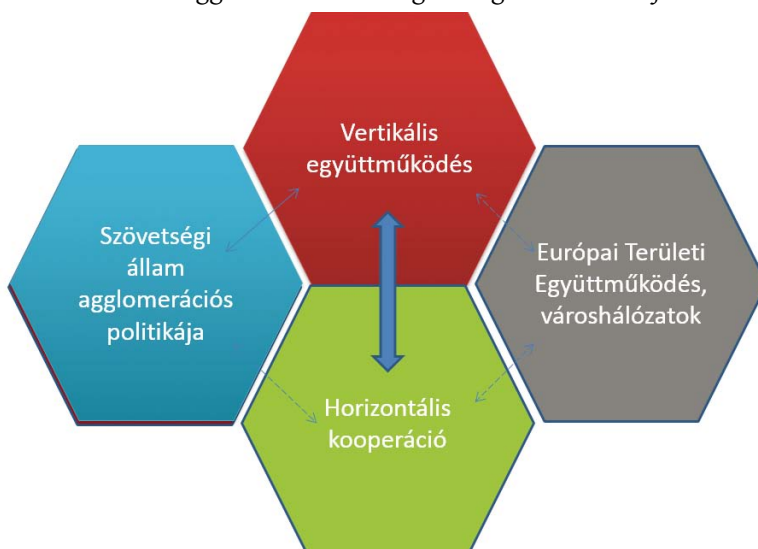 Vertikális
együttműködés
Szövetségi
állam
agglomerációs
politikája
Európai Területi
Együttműködés,
városhálózatok
Horizontális
kooperáció